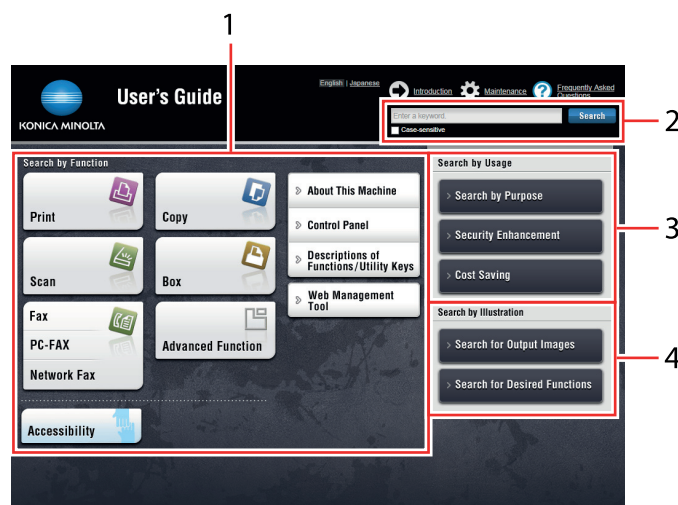 1
English | Japanese
User's Guide
Introduction
Maintenance
Frequently Asked
Questions
KONICA MINOLTA
Enter a keyword
Search
2
Case-sensitive
Search by Function
Print
Copy
Scan
Box
Fax
PC-FAX
Network Fax
Advanced Function
Accessibility
About This Machine
Control Panel
Descriptions of
Functions/Utility Keys
Web Management
Tool
Search by Usage
Search by Purpose
Security Enhancement
Cost Saving
3
Search by Illustration
Search for Output Images
Search for Desired Functions
4